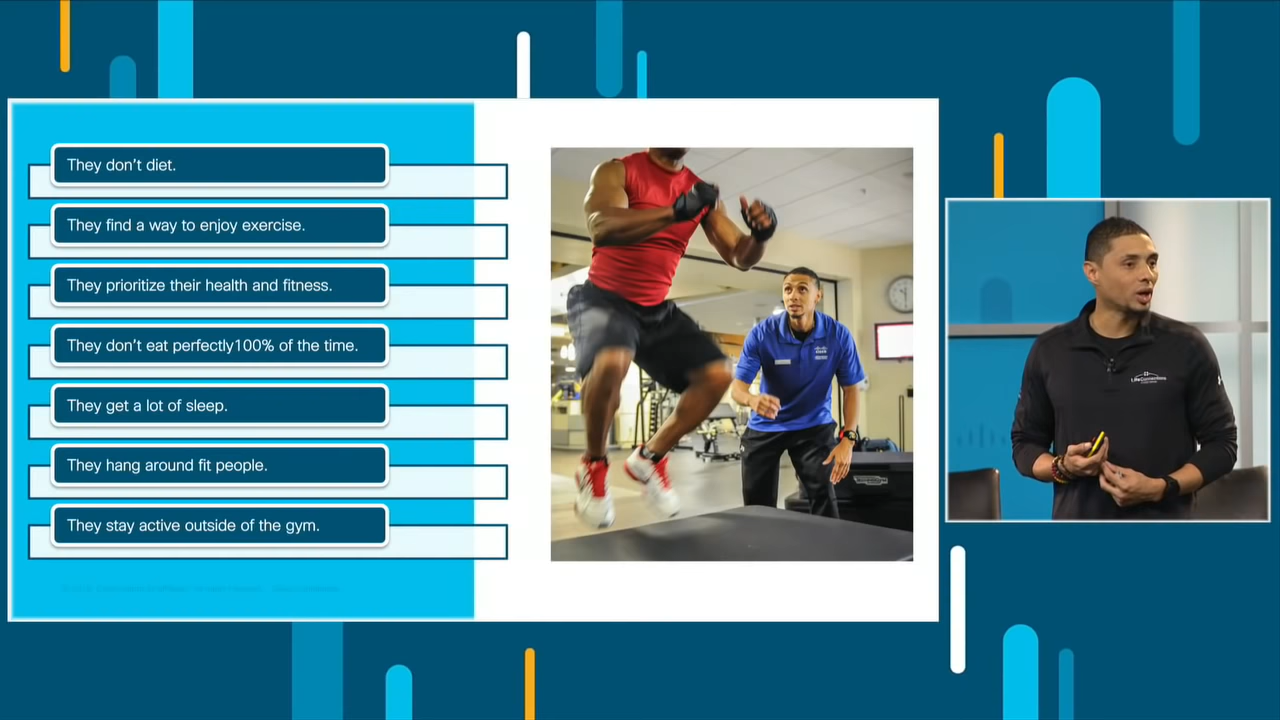 They don't diet.
They find a way to enjoy exercise.
They prioritize their health and fitness.
They don't eat perfectly100% of the time.
They get a lot of sleep.
They hang around fit people.
They stay active outside of the gym.
LifeConnections